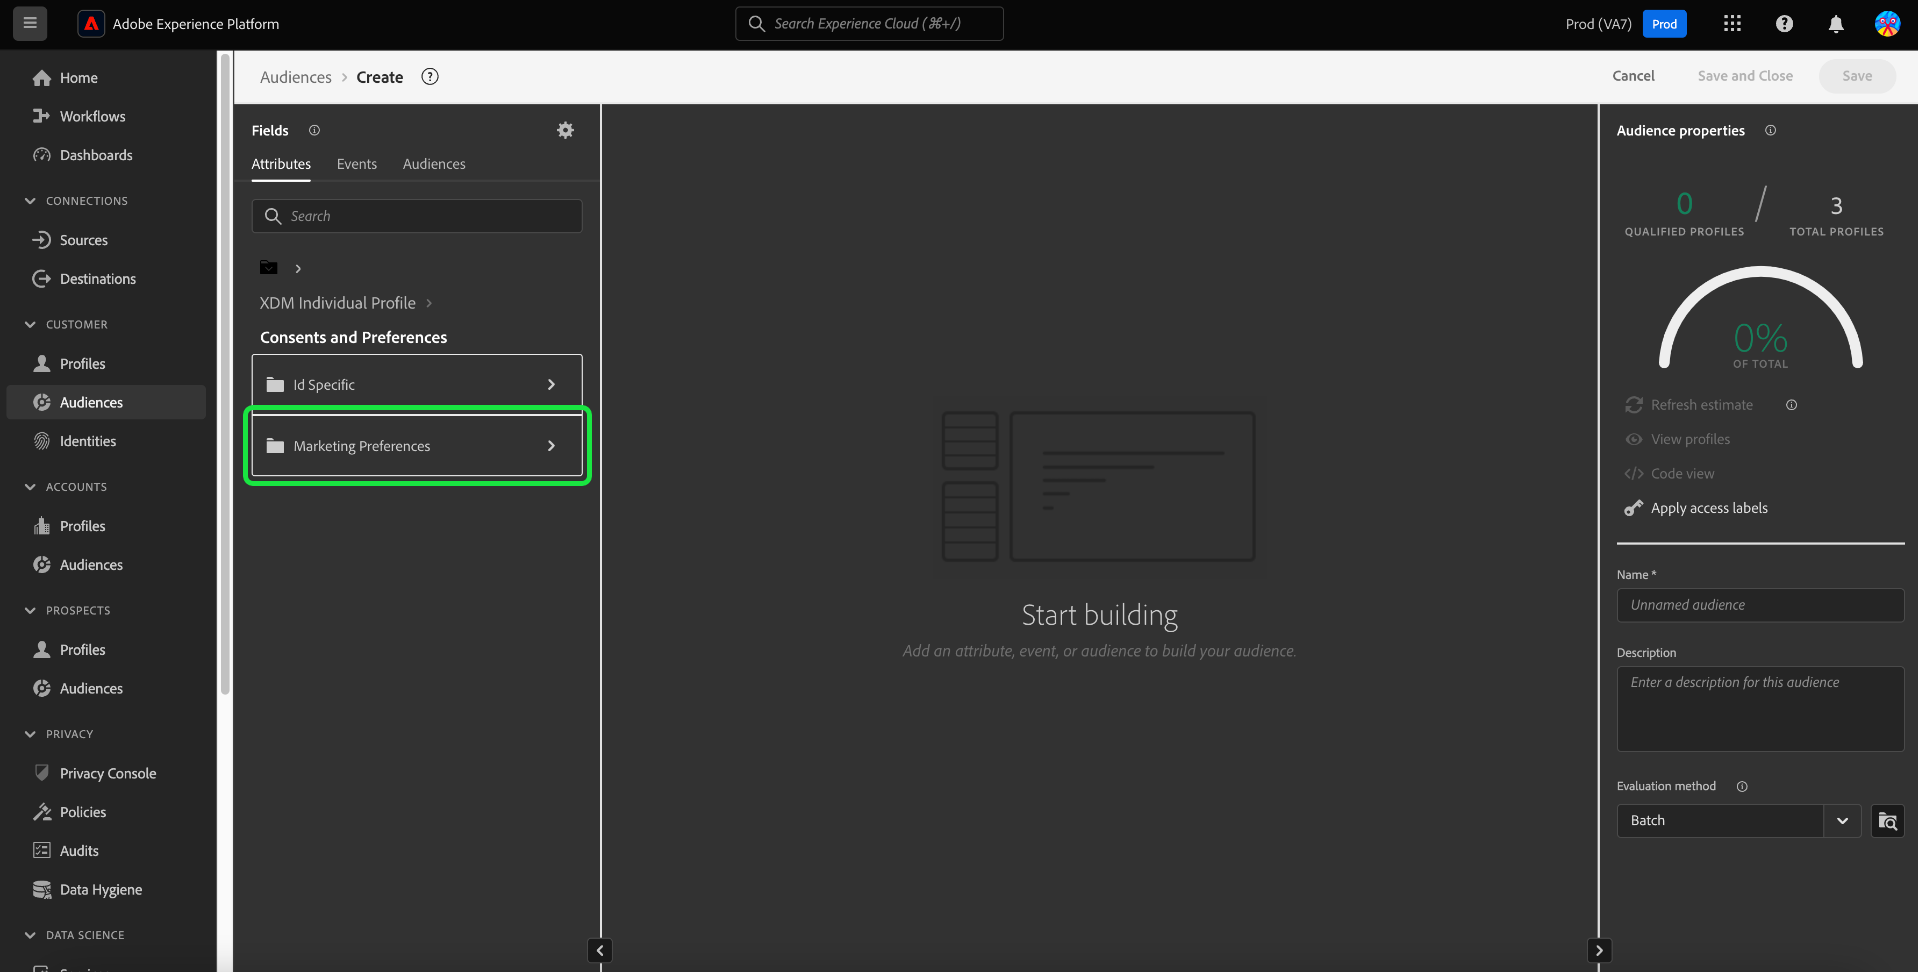 Adobe Experience Platform
Search Experience Cloud (⌘+/)
Prod (VA7)
Prod
Home
Workflows
Dashboards
CONNECTIONS
Sources
Destinations
CUSTOMER
Profiles
Audiences
Identities
ACCOUNTS
Profiles
Audiences
PROSPECTS
Profiles
Audiences
PRIVACY
Privacy Console
Policies
Audits
Data Hygiene
DATA SCIENCE
Audiences > Create
Cancel
Save and Close
Save
Fields
Attributes
Events
Audiences
Search
XDM Individual Profile >
Consents and Preferences
Id Specific
Marketing Preferences
Start building
Add an attribute, event, or audience to build your audience.
Audience properties
0 / 3
QUALIFIED PROFILES
TOTAL PROFILES
0%
OF TOTAL
Refresh estimate
View profiles
</> Code view
Apply access labels
Name *
Unnamed audience
Description
Enter a description for this audience
Evaluation method
Batch